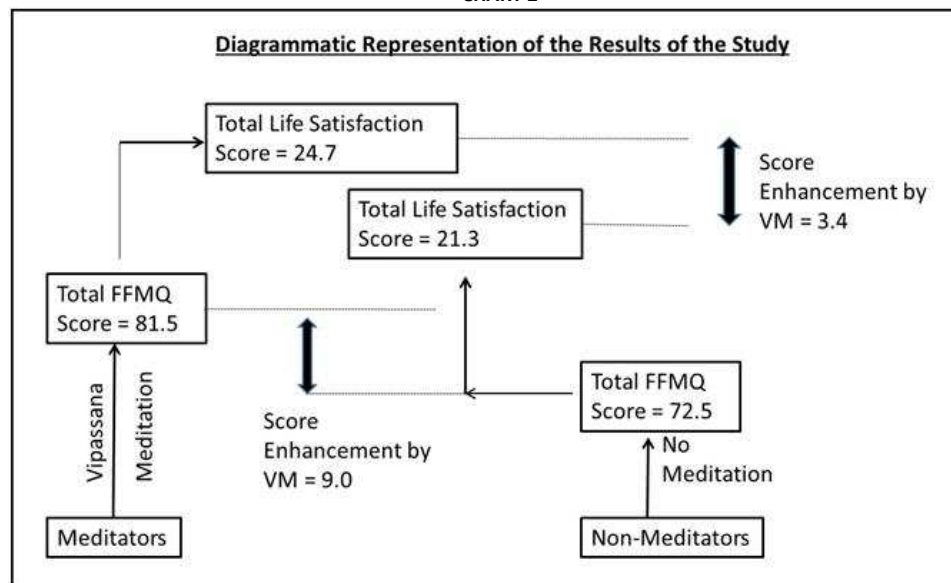 Diagrammatic Representation of the Results of the Study
Total Life Satisfaction
Score = 24.7
Score
Enhancement by
VM = 3.4
Total Life Satisfaction
Score = 21.3
Total FFMQ
Score = 81.5
Total FFMQ
Score = 72.5
Vipassana
Meditation
Score
Enhancement by
VM = 9.0
No
Meditation
Meditators
Non-Meditators